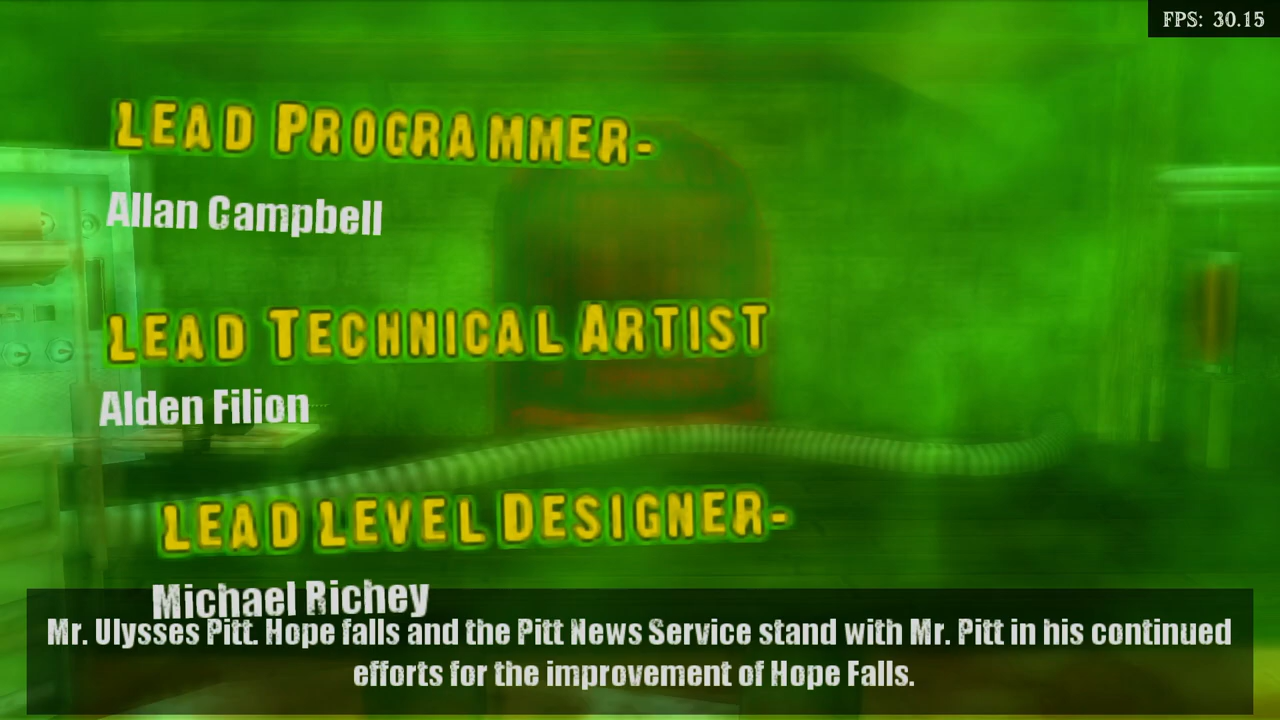 FPS: 30.15
LEAD PROGRAMMER-
Allan Campbell
LEAD TECHNICAL ARTIST
Alden Filion
LEAD LEVEL DESIGNER-
Michael Richey
Mr. Ulysses Pitt. Hope falls and the Pitt News Service stand with Mr. Pitt in his continued
efforts for the improvement of Hope Falls.